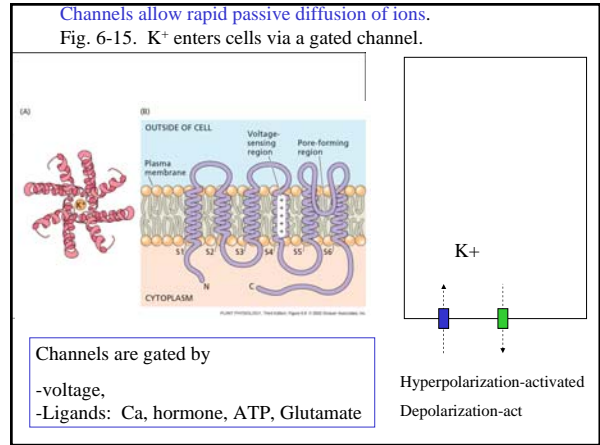 Channels allow rapid passive diffusion of ions.
Fig. 6-15.  K⁺ enters cells via a gated channel.
(A)
K⁺
(B)
OUTSIDE OF CELL
Voltage-
sensing
region
Pore-forming
region
Plasma
membrane
S1
S2
S3
S4
S5
S6
N
C
CYTOPLASM
K+
Channels are gated by
-voltage,
-Ligands:  Ca, hormone, ATP, Glutamate
Hyperpolarization-activated
Depolarization-act